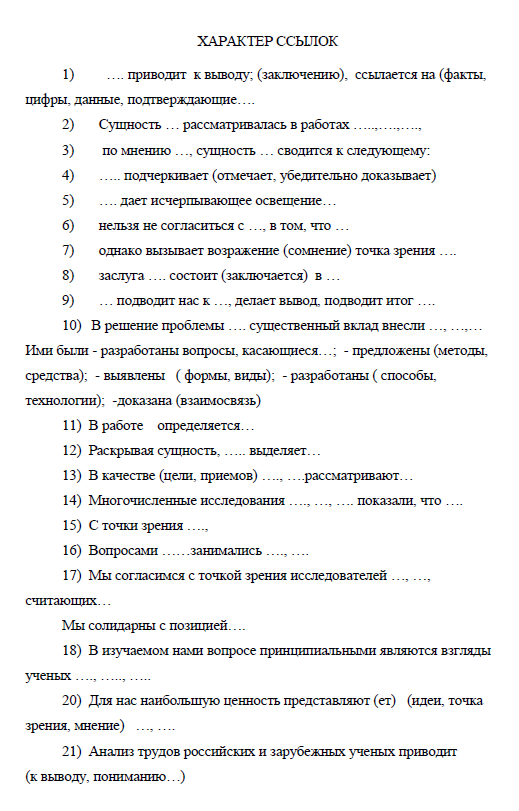 ХАРАКТЕР ССЫЛОК
1) …. приводит к выводу; (заключению), ссылается на (факты,
цифры, данные, подтверждающие….
2) Сущность … рассматривалась в работах …..,….,….,
3) по мнению …, сущность … сводится к следующему:
4) ….. подчеркивает (отмечает, убедительно доказывает)
5) …. дает исчерпывающее освещение…
6) нельзя не согласиться с …, в том, что …
7) однако вызывает возражение (сомнение) точка зрения ….
8) заслуга …. состоит (заключается) в …
9) … подводит нас к …, делает вывод, подводит итог ….
10) В решение проблемы …. существенный вклад внесли …, …,…
Ими были - разработаны вопросы, касающиеся…; - предложены (методы,
средства); - выявлены ( формы, виды); - разработаны ( способы,
технологии); -доказана (взаимосвязь)
11) В работе определяется…
12) Раскрывая сущность, ….. выделяет…
13) В качестве (цели, приемов) …., ….рассматривают…
14) Многочисленные исследования …., …, …. показали, что ….
15) С точки зрения ….,
16) Вопросами ……занимались …., ….
17) Мы согласимся с точкой зрения исследователей …, …,
считающих…
Мы солидарны с позицией….
18) В изучаемом нами вопросе принципиальными являются взгляды
ученых …., ….., …..
20) Для нас наибольшую ценность представляют (ет) (идеи, точка
зрения, мнение) …, ….
21) Анализ трудов российских и зарубежных ученых приводит
(к выводу, пониманию…)